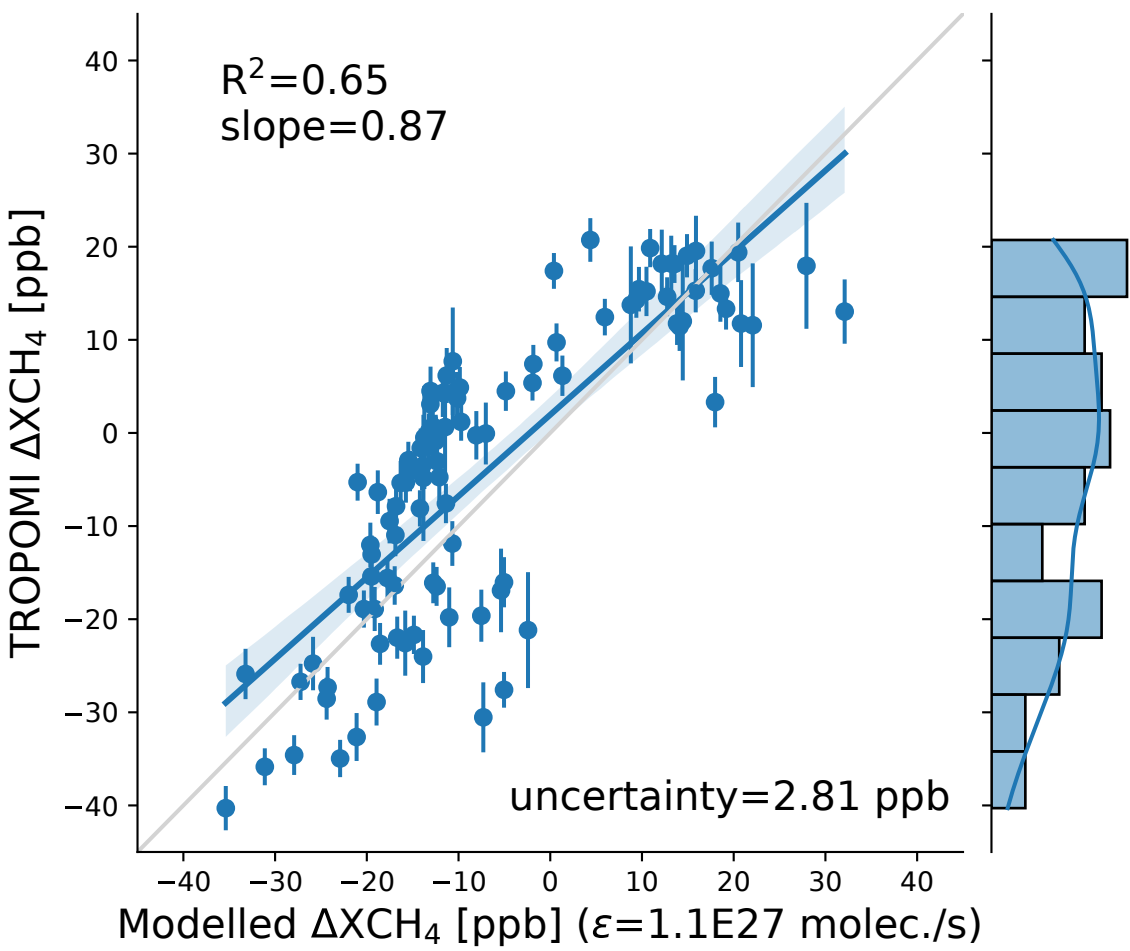 R²=0.65
slope=0.87
uncertainty=2.81 ppb
TROPOMI ΔXCH₄ [ppb]
40
30
20
10
0
−10
−20
−30
−40
−40 −30 −20 −10 0 10 20 30 40
Modelled ΔXCH₄ [ppb] (ε=1.1E27 molec./s)